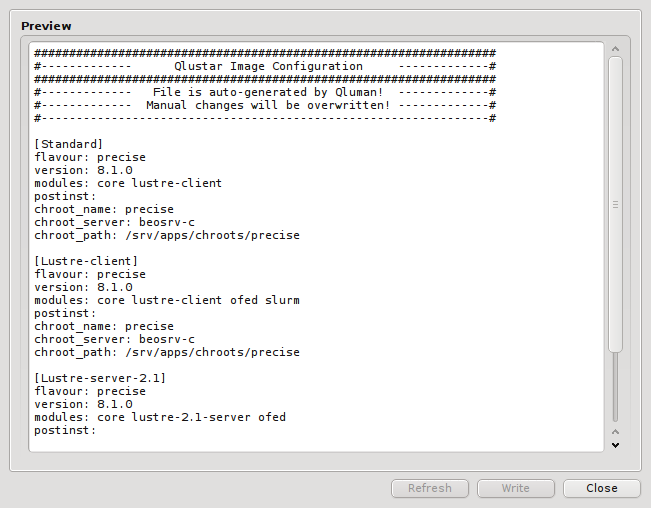 Preview
##################################################################
#-------------      Qlustar Image Configuration     -------------#
##################################################################
#-------------   File is auto-generated by Qluman!  -------------#
#-------------  Manual changes will be overwritten! -------------#
#----------------------------------------------------------------#
[Standard]
flavour: precise
version: 8.1.0
modules: core lustre-client
postinst:
chroot_name: precise
chroot_server: beosrv-c
chroot_path: /srv/apps/chroots/precise
[Lustre-client]
flavour: precise
version: 8.1.0
modules: core lustre-client ofed slurm
postinst:
chroot_name: precise
chroot_server: beosrv-c
chroot_path: /srv/apps/chroots/precise
[Lustre-server-2.1]
flavour: precise
version: 8.1.0
modules: core lustre-2.1-server ofed
postinst:
Refresh Write Close